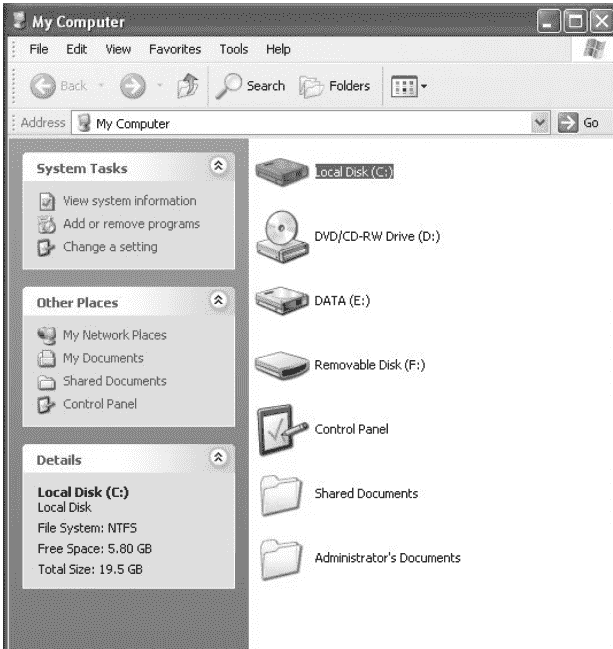 My Computer
File Edit View Favorites Tools Help
Back Search Folders
Address My Computer Go
System Tasks
View system information
Add or remove programs
Change a setting
Other Places
My Network Places
My Documents
Shared Documents
Control Panel
Details
Local Disk (C:)
Local Disk
File System: NTFS
Free Space: 5.80 GB
Total Size: 19.5 GB
Local Disk (C:)
DVD/CD-RW Drive (D:)
DATA (E:)
Removable Disk (F:)
Control Panel
Shared Documents
Administrator's Documents